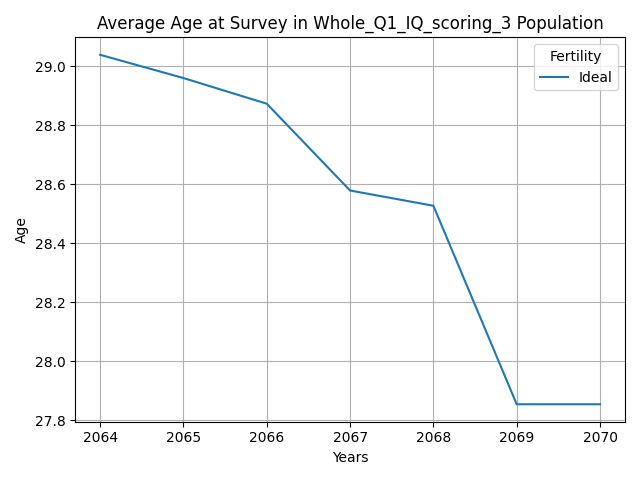 Average Age at Survey in Whole_Q1_IQ_scoring_3 Population
Fertility
Ideal
Age
29.0
28.8
28.6
28.4
28.2
28.0
27.8
2064 2065 2066 2067 2068 2069 2070
Years